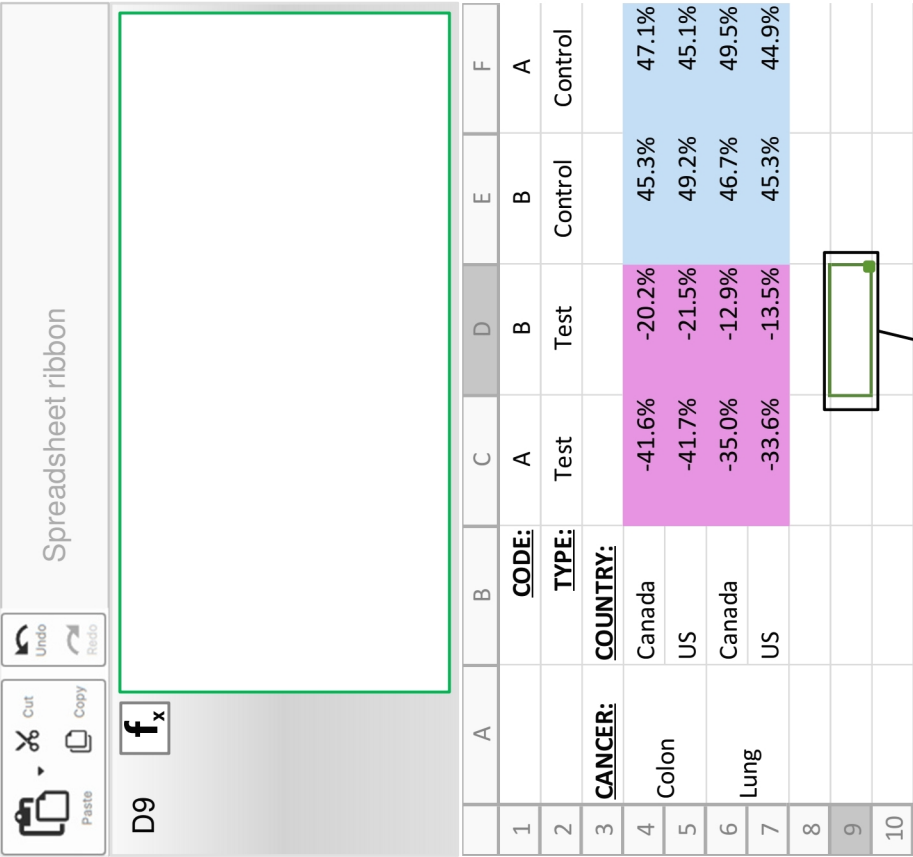 Paste
Cut
Copy
Undo
Redo
Spreadsheet ribbon
D9
fx
A B C D E F
1 CODE: A B B A
2 TYPE: Test Test Control Control
3 CANCER: COUNTRY:
4 Colon Canada -41.6% -20.2% 45.3% 47.1%
5 US -41.7% -21.5% 49.2% 45.1%
6 Lung Canada -35.0% -12.9% 46.7% 49.5%
7 US -33.6% -13.5% 45.3% 44.9%
8
9
10